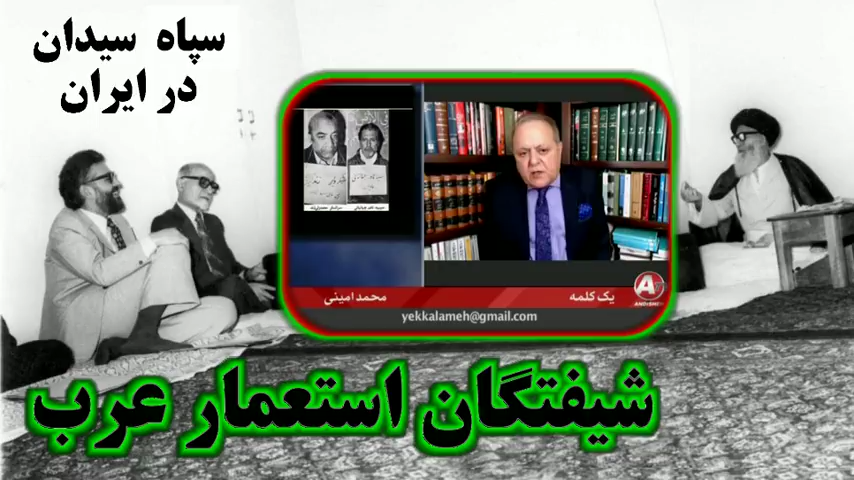 سپاه سیدان
در ایران
محمد امینی
یک کلمه
yekkalameh@gmail.com
شیفتگان استعمار عرب